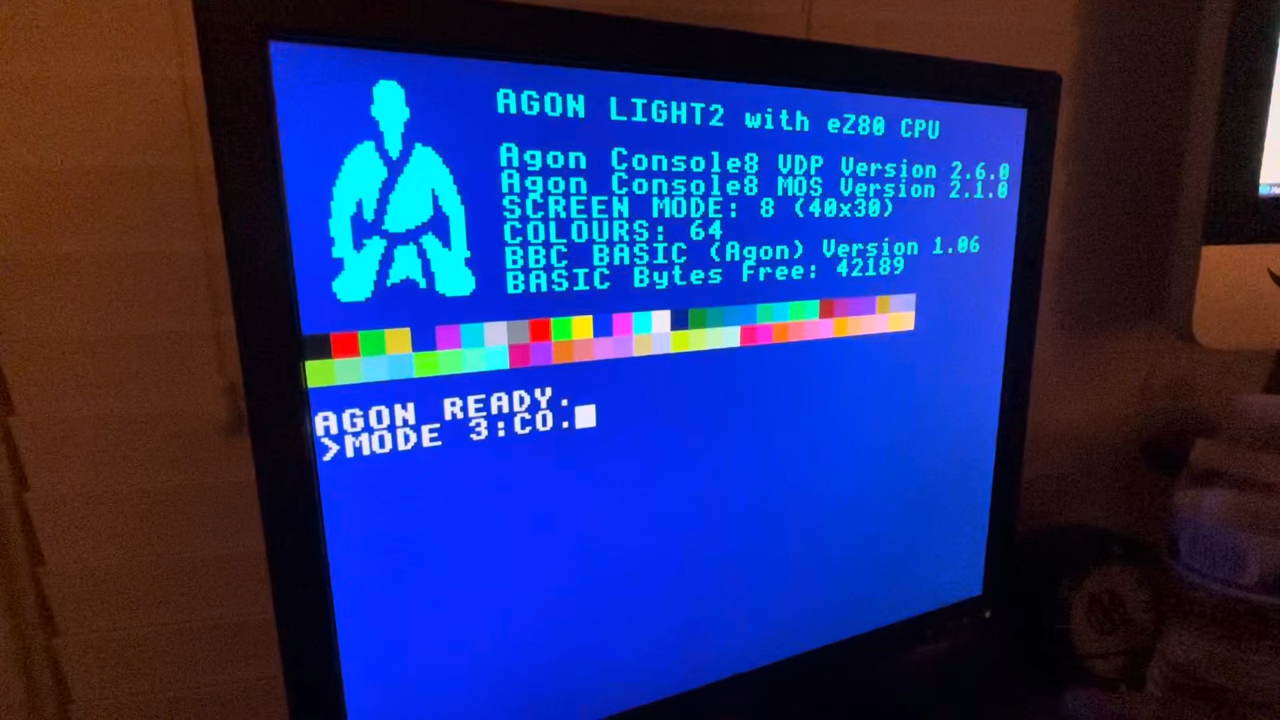 AGON LIGHT2 with eZ80 CPU
Agon Console8 VDP Version 2.6.0
Agon Console8 MOS Version 2.1.0
SCREEN MODE: 8 (40x30)
COLOURS: 64
BBC BASIC (Agon) Version 1.06
BASIC Bytes Free: 42189
AGON READY.
>MODE 3:CO.